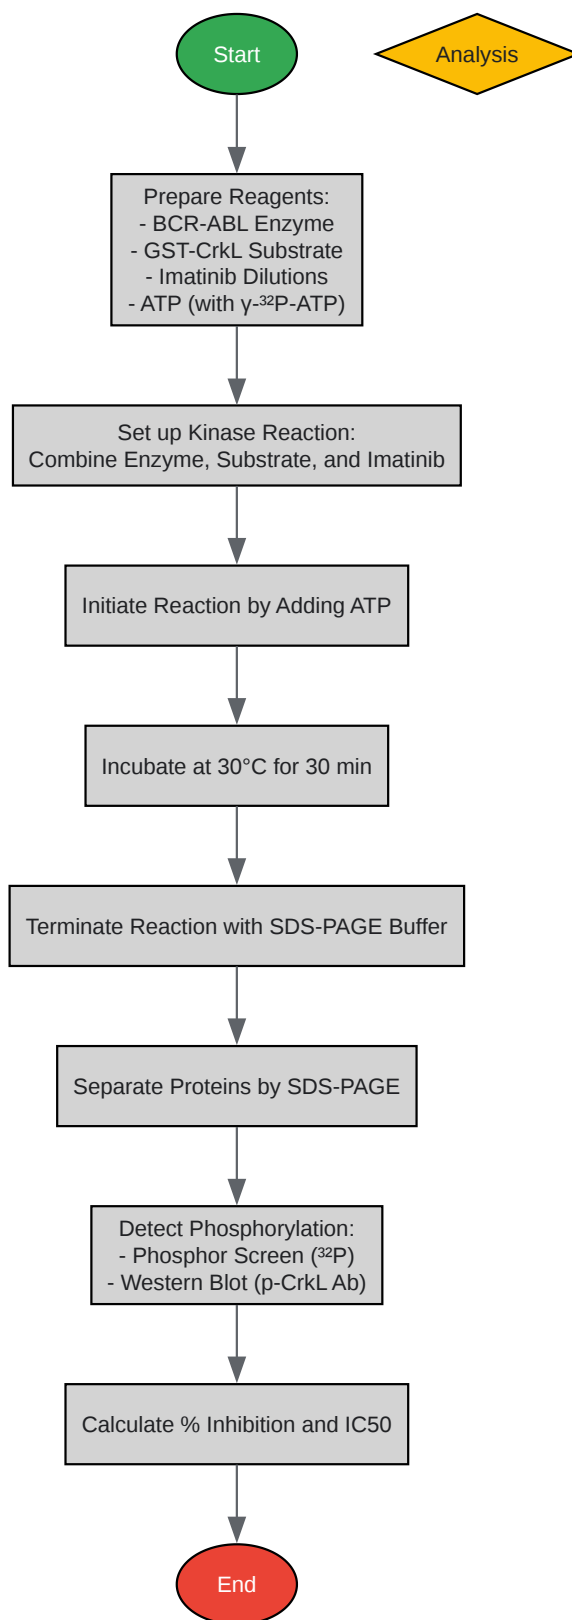 Start
Analysis
Prepare Reagents:
- BCR-ABL Enzyme
- GST-CrkL Substrate
- Imatinib Dilutions
- ATP (with γ-³²P-ATP)
Set up Kinase Reaction:
Combine Enzyme, Substrate, and Imatinib
Initiate Reaction by Adding ATP
Incubate at 30°C for 30 min
Terminate Reaction with SDS-PAGE Buffer
Separate Proteins by SDS-PAGE
Detect Phosphorylation:
- Phosphor Screen (³²P)
- Western Blot (p-CrkL Ab)
Calculate % Inhibition and IC50
End